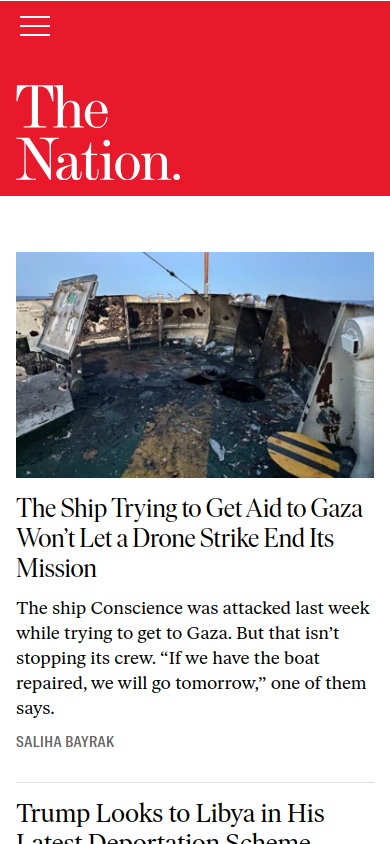 The
Nation.
The Ship Trying to Get Aid to Gaza
Won’t Let a Drone Strike End Its
Mission
The ship Conscience was attacked last week
while trying to get to Gaza. But that isn’t
stopping its crew. “If we have the boat
repaired, we will go tomorrow,” one of them
says.
SALIHA BAYRAK
Trump Looks to Libya in His
Latest Deportation Scheme